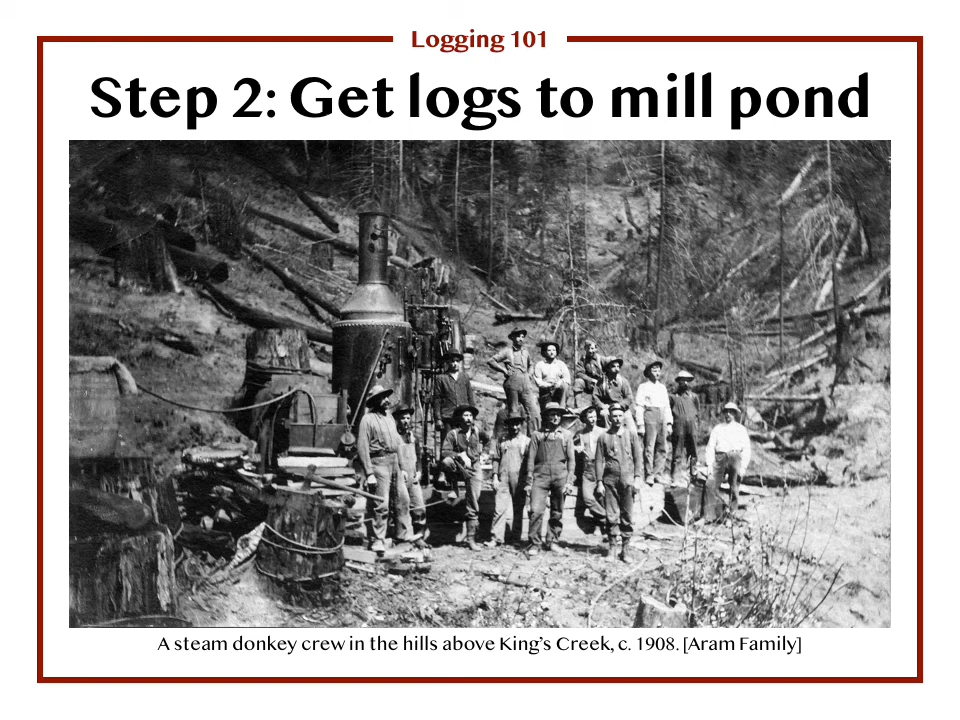 Logging 101
Step 2: Get logs to mill pond
A steam donkey crew in the hills above King’s Creek, c. 1908. [Aram Family]